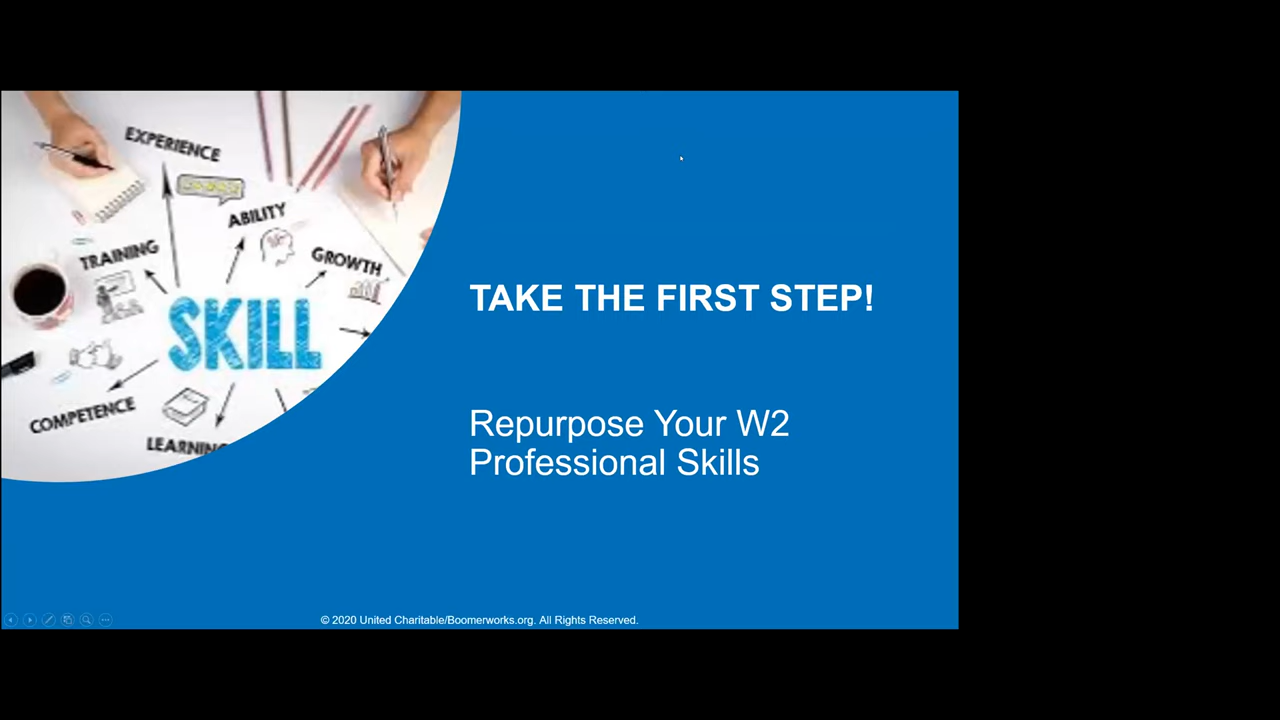 EXPERIENCE
ABILITY
TRAINING
GROWTH
SKILL
COMPETENCE
LEARNING
TAKE THE FIRST STEP!
Repurpose Your W2
Professional Skills
© 2020 United Charitable/Boomerworks.org. All Rights Reserved.